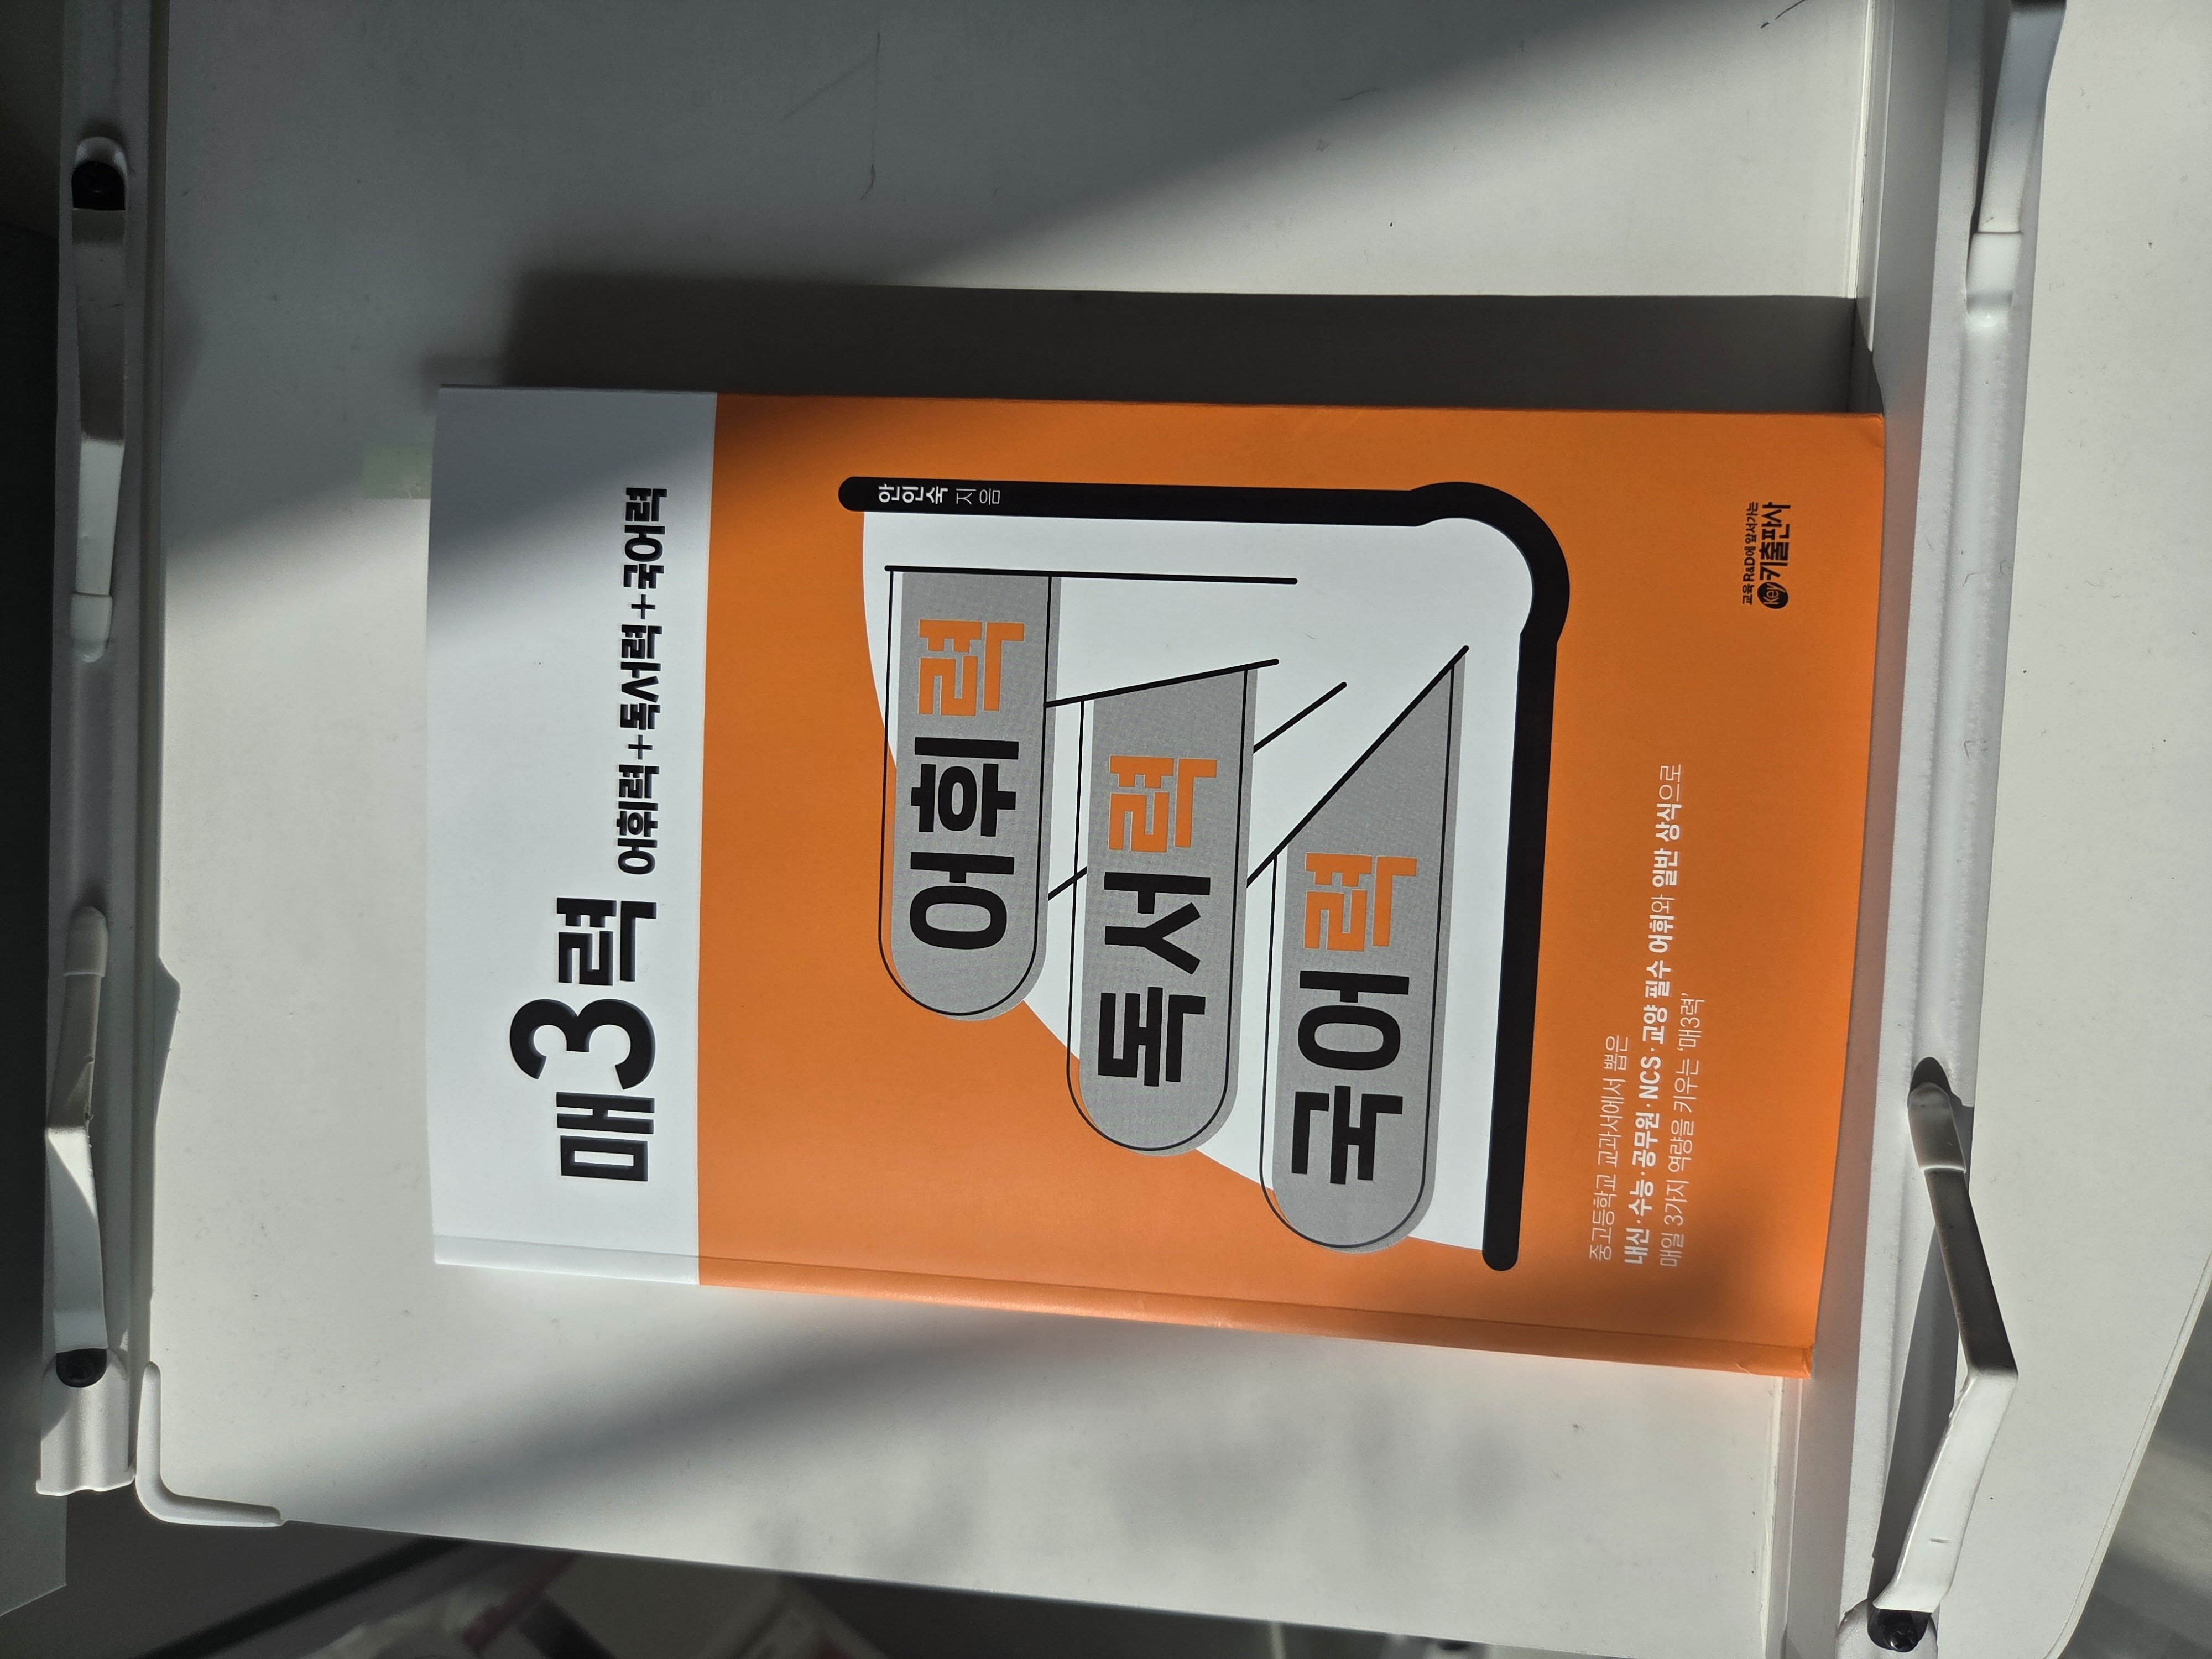 매3력 어휘력+독서력+국어력
안인숙 지음
어휘력
독서력
국어력
중고등학교 교과서에서 뽑은
내신·수능·공무원·NCS·교양 필수 어휘와 일반 상식으로
매일 3가지 역량을 키우는 ‘매3력’
교육 R&D에 앞서가는
Key 키출판사